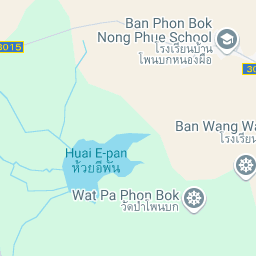 Ban Phon Bok
Nong Phue School
โรงเรียนบ้าน
โพนบกหนองผือ
3015
30
Ban Wang Wa
โรงเรีย
Huai E-pan
ห้วยอีพัน
Wat Pa Phon Bok
วัดป่าโพนบก